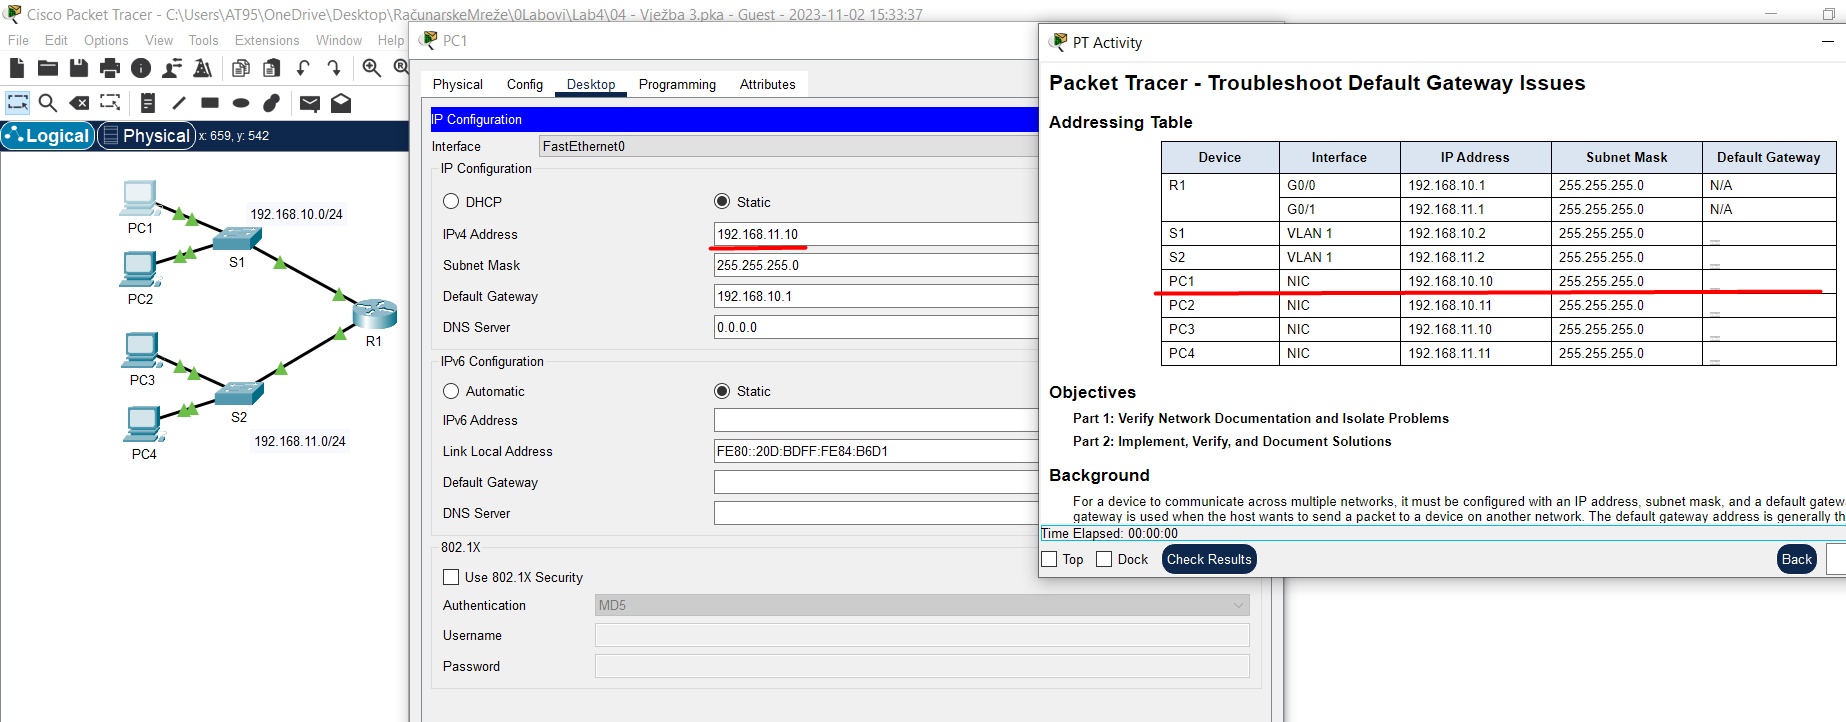 Cisco Packet Tracer - C:\Users\AT95\OneDrive\Desktop\RačunarskeMreže\0Labovi\Lab4\04 - Vježba 3.pka - Guest - 2023-11-02 15:33:37
File Edit Options View Tools Extensions Window Help
Logical Physical x: 659, y: 542
PC1
192.168.10.0/24
S1
PC2
R1
PC3
S2
192.168.11.0/24
PC4
PC1
Physical Config Desktop Programming Attributes
IP Configuration
Interface FastEthernet0
IP Configuration
DHCP Static
IPv4 Address 192.168.11.10
Subnet Mask 255.255.255.0
Default Gateway 192.168.10.1
DNS Server 0.0.0.0
IPv6 Configuration
Automatic Static
IPv6 Address
Link Local Address FE80::20D:BDFF:FE84:B6D1
Default Gateway
DNS Server
802.1X
Use 802.1X Security
Authentication MD5
Username
Password
PT Activity
Packet Tracer - Troubleshoot Default Gateway Issues
Addressing Table
Device Interface IP Address Subnet Mask Default Gateway
R1 G0/0 192.168.10.1 255.255.255.0 N/A
G0/1 192.168.11.1 255.255.255.0 N/A
S1 VLAN 1 192.168.10.2 255.255.255.0
S2 VLAN 1 192.168.11.2 255.255.255.0
PC1 NIC 192.168.10.10 255.255.255.0
PC2 NIC 192.168.10.11 255.255.255.0
PC3 NIC 192.168.11.10 255.255.255.0
PC4 NIC 192.168.11.11 255.255.255.0
Objectives
Part 1: Verify Network Documentation and Isolate Problems
Part 2: Implement, Verify, and Document Solutions
Background
For a device to communicate across multiple networks, it must be configured with an IP address, subnet mask, and a default gatew
gateway is used when the host wants to send a packet to a device on another network. The default gateway address is generally th
Time Elapsed: 00:00:00
Top Dock Check Results Back